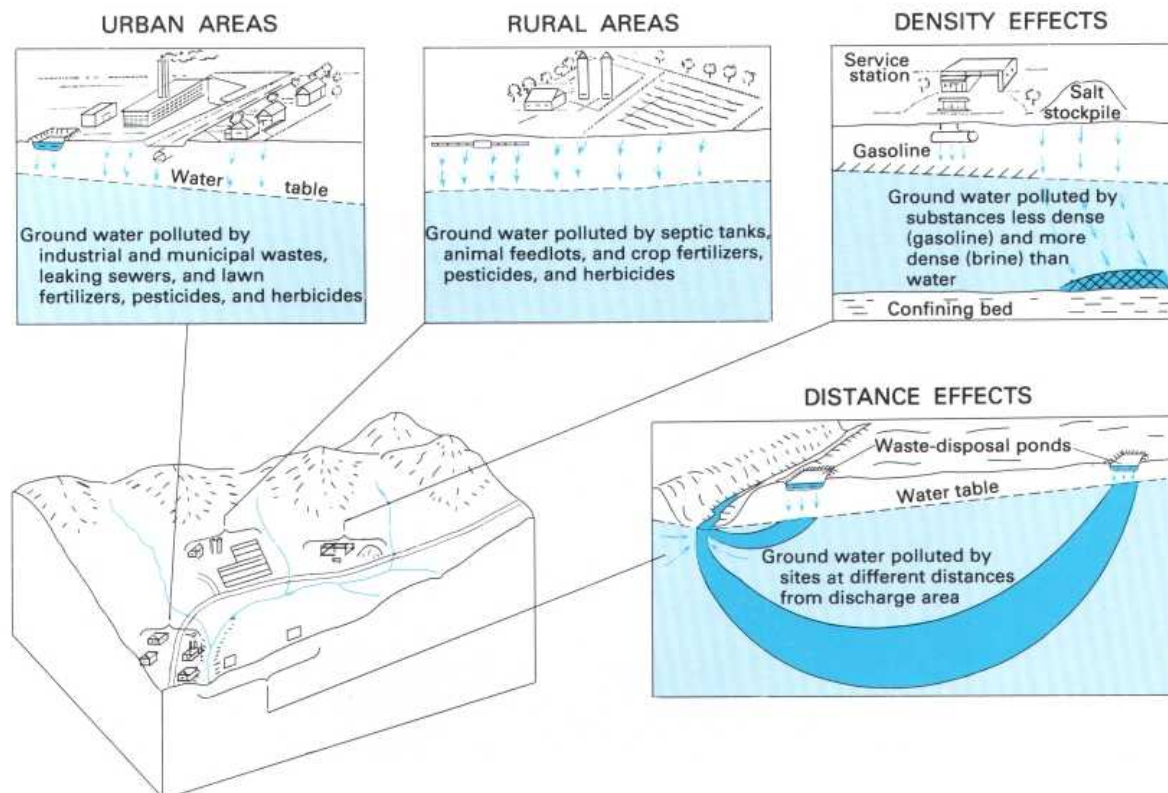 URBAN AREAS
Water table
Ground water polluted by
industrial and municipal wastes,
leaking sewers, and lawn
fertilizers, pesticides, and herbicides
RURAL AREAS
Ground water polluted by septic tanks,
animal feedlots, and crop fertilizers,
pesticides, and herbicides
DENSITY EFFECTS
Service
station
Salt
stockpile
Gasoline
Ground water polluted by
substances less dense
(gasoline) and more
dense (brine) than
water
Confining bed
DISTANCE EFFECTS
Waste-disposal ponds
Water table
Ground water polluted by
sites at different distances
from discharge area